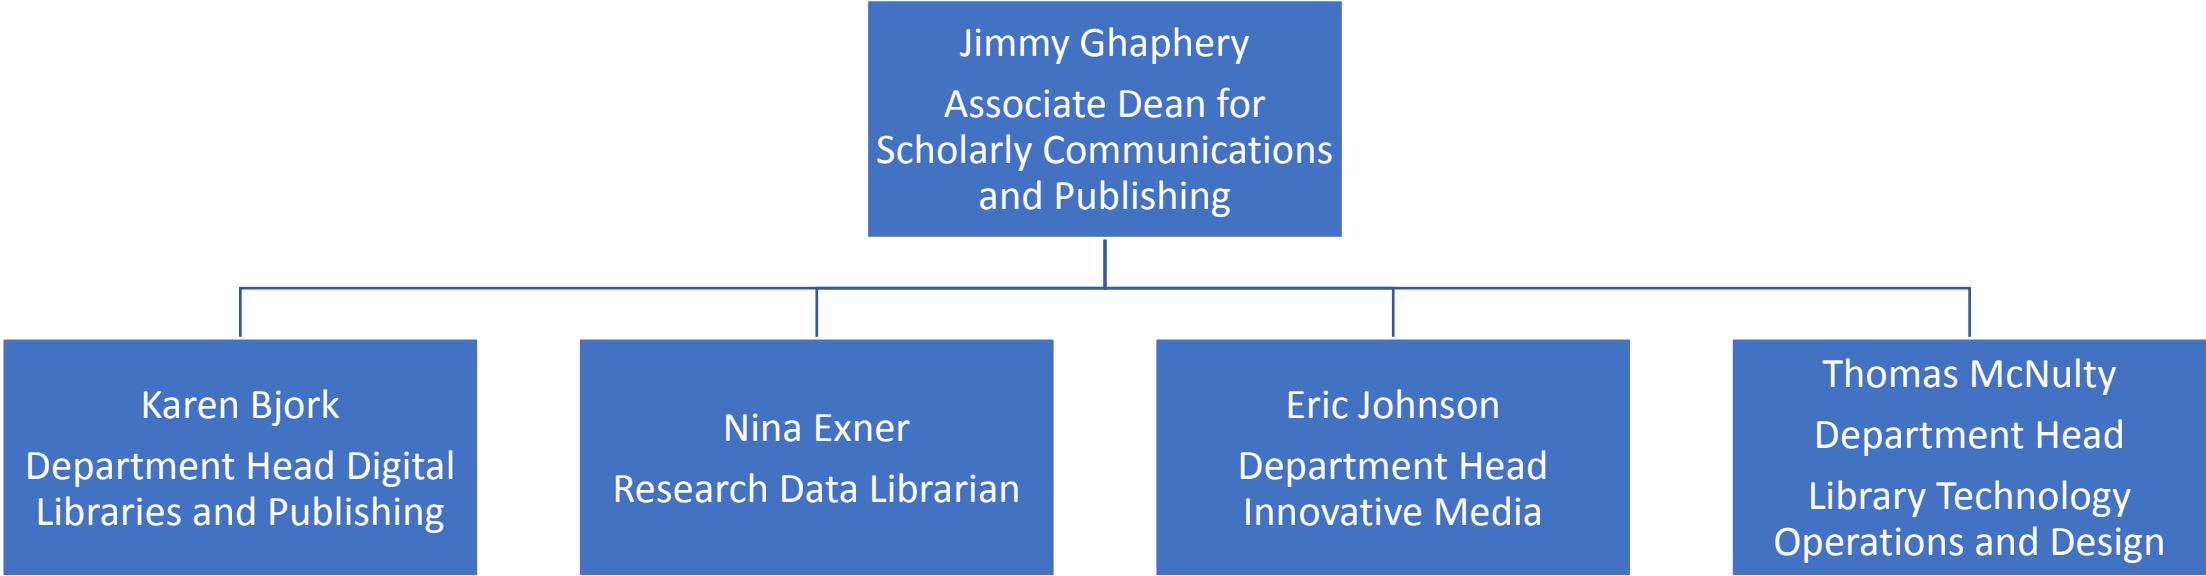 Jimmy Ghaphery
Associate Dean for
Scholarly Communications
and Publishing
Karen Bjork
Department Head Digital
Libraries and Publishing
Nina Exner
Research Data Librarian
Eric Johnson
Department Head
Innovative Media
Thomas McNulty
Department Head
Library Technology
Operations and Design